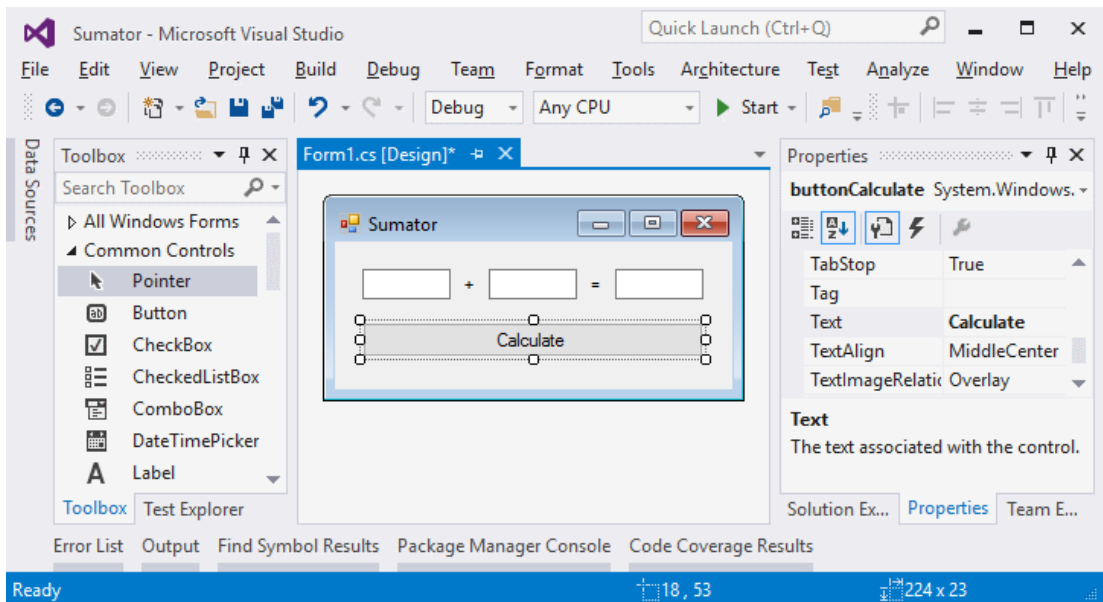 Sumator - Microsoft Visual Studio
Quick Launch (Ctrl+Q)
File Edit View Project Build Debug Team Format Tools Architecture Test Analyze Window Help
Debug Any CPU Start
Data Sources
Toolbox
Search Toolbox
All Windows Forms
Common Controls
Pointer
Button
CheckBox
CheckedListBox
ComboBox
DateTimePicker
Label
Toolbox Test Explorer
Form1.cs [Design]*
Sumator
+ =
Calculate
Properties
buttonCalculate System.Windows.
TabStop True
Tag
Text Calculate
TextAlign MiddleCenter
TextImageRelatic Overlay
Text
The text associated with the control.
Solution Ex... Properties Team E...
Error List Output Find Symbol Results Package Manager Console Code Coverage Results
Ready 18 , 53 224 x 23